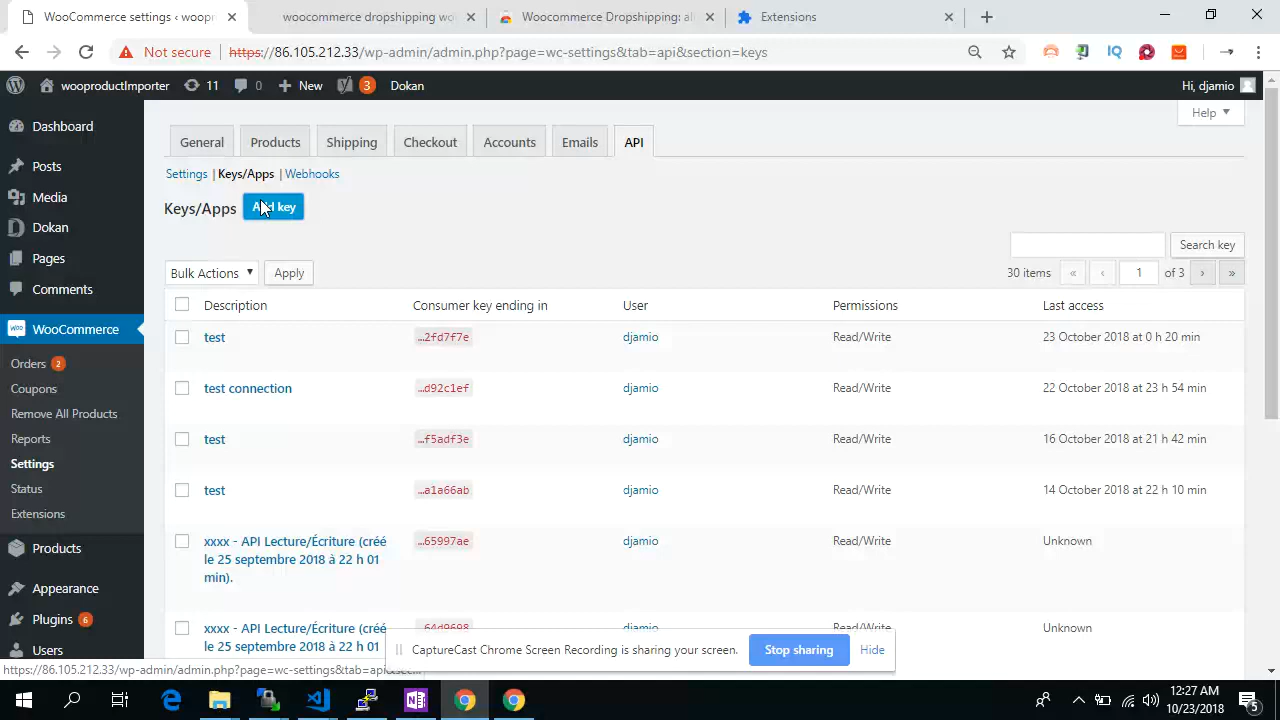 WooCommerce settings ‹ woopr
woocommerce dropshipping wo
Woocommerce Dropshipping: al
Extensions
Not secure
https://86.105.212.33/wp-admin/admin.php?page=wc-settings&tab=api&section=keys
wooproductImporter
11
0
New
3
Dokan
Hi, djamio
Help
Dashboard
Posts
Media
Dokan
Pages
Comments
WooCommerce
Orders 2
Coupons
Remove All Products
Reports
Settings
Status
Extensions
Products
Appearance
Plugins 6
Users
General
Products
Shipping
Checkout
Accounts
Emails
API
Settings | Keys/Apps | Webhooks
Keys/Apps
Add key
Search key
Bulk Actions
Apply
30 items « ‹ 1 of 3 › »
Description Consumer key ending in User Permissions Last access
test …2fd7f7e djamio Read/Write 23 October 2018 at 0 h 20 min
test connection …d92c1ef djamio Read/Write 22 October 2018 at 23 h 54 min
test …f5adf3e djamio Read/Write 16 October 2018 at 21 h 42 min
test …a1a66ab djamio Read/Write 14 October 2018 at 22 h 10 min
xxxx - API Lecture/Écriture (créé …65997ae djamio Read/Write Unknown
le 25 septembre 2018 à 22 h 01
min).
xxxx - API Lecture/Écriture (créé …64d9698 djamio Read/Write Unknown
le 25 septembre 2018 à 22 h 01
CaptureCast Chrome Screen Recording is sharing your screen.
Stop sharing
Hide
https://86.105.212.33/wp-admin/admin.php?page=wc-settings&tab=api&sec...
12:27 AM
10/23/2018
5